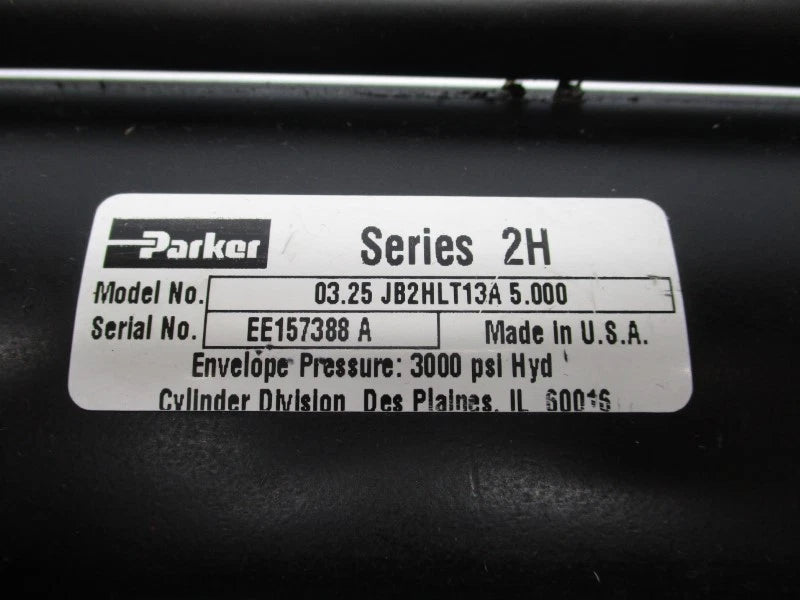 Parker Series 2H
Model No. 03.25 JB2HLT13A 5.000
Serial No. EE157388 A Made In U.S.A.
Envelope Pressure: 3000 psi Hyd
Cylinder Division Des Plaines, IL 60016